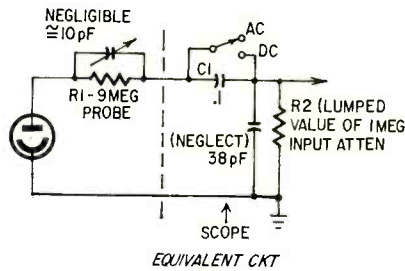 NEGLIGIBLE
≅10pF
R1-9MEG
PROBE
AC
DC
C1
.1
(NEGLECT)
38pF
R2 (LUMPED
VALUE OF 1MEG
INPUT ATTEN
SCOPE
EQUIVALENT CKT